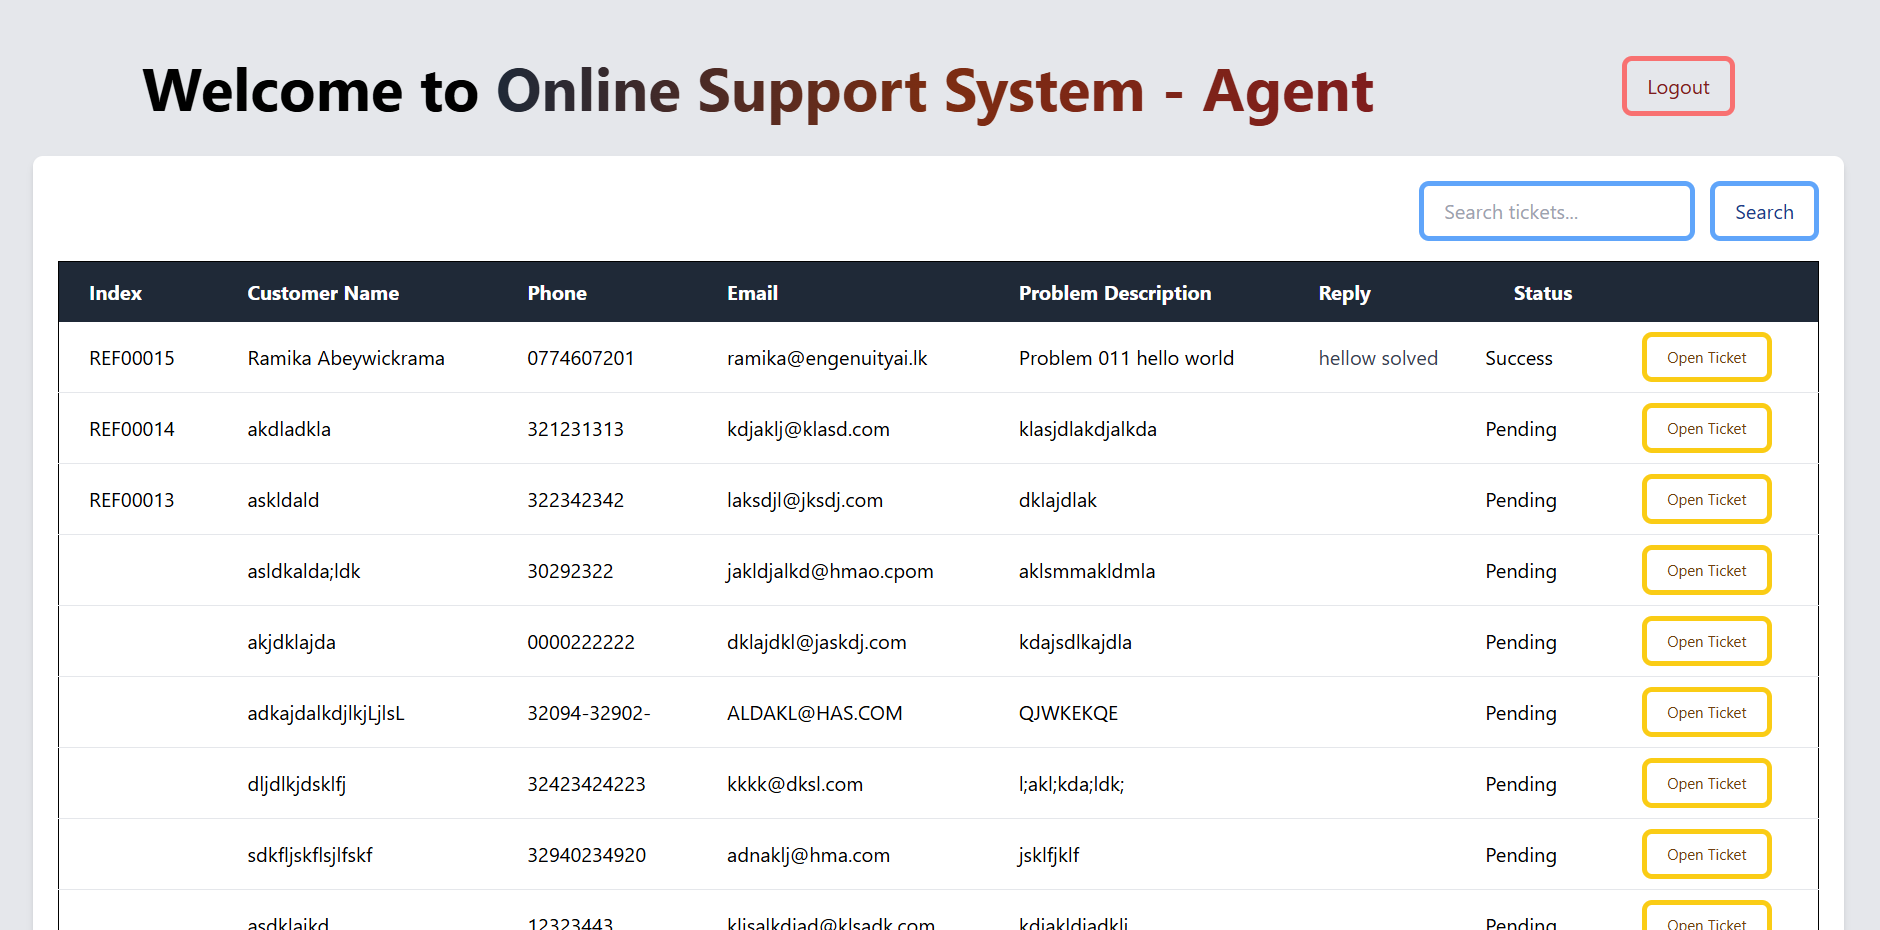 Welcome to Online Support System - Agent
Logout
Search tickets...
Search
Index Customer Name Phone Email Problem Description Reply Status
REF00015 Ramika Abeywickrama 0774607201 ramika@engenuityai.lk Problem 011 hello world hellow solved Success Open Ticket
REF00014 akdladkla 321231313 kdjaklj@klasd.com klasjdlakdjalkda Pending Open Ticket
REF00013 askldald 322342342 laksdjl@jksdj.com dklajdlak Pending Open Ticket
asldkalda;ldk 30292322 jakldjalkd@hmao.cpom aklsmmakldmla Pending Open Ticket
akjdklajda 0000222222 dklajdkl@jaskdj.com kdajsdlkajdla Pending Open Ticket
adkajdalkdjlkjLjlsL 32094-32902- ALDAKL@HAS.COM QJWKEKQE Pending Open Ticket
dljdlkjdsklfj 32423424223 kkkk@dksl.com l;akl;kda;ldk; Pending Open Ticket
sdkfljskflsjlfskf 32940234920 adnaklj@hma.com jsklfjklf Pending Open Ticket
12323443 Pending Open Ticket